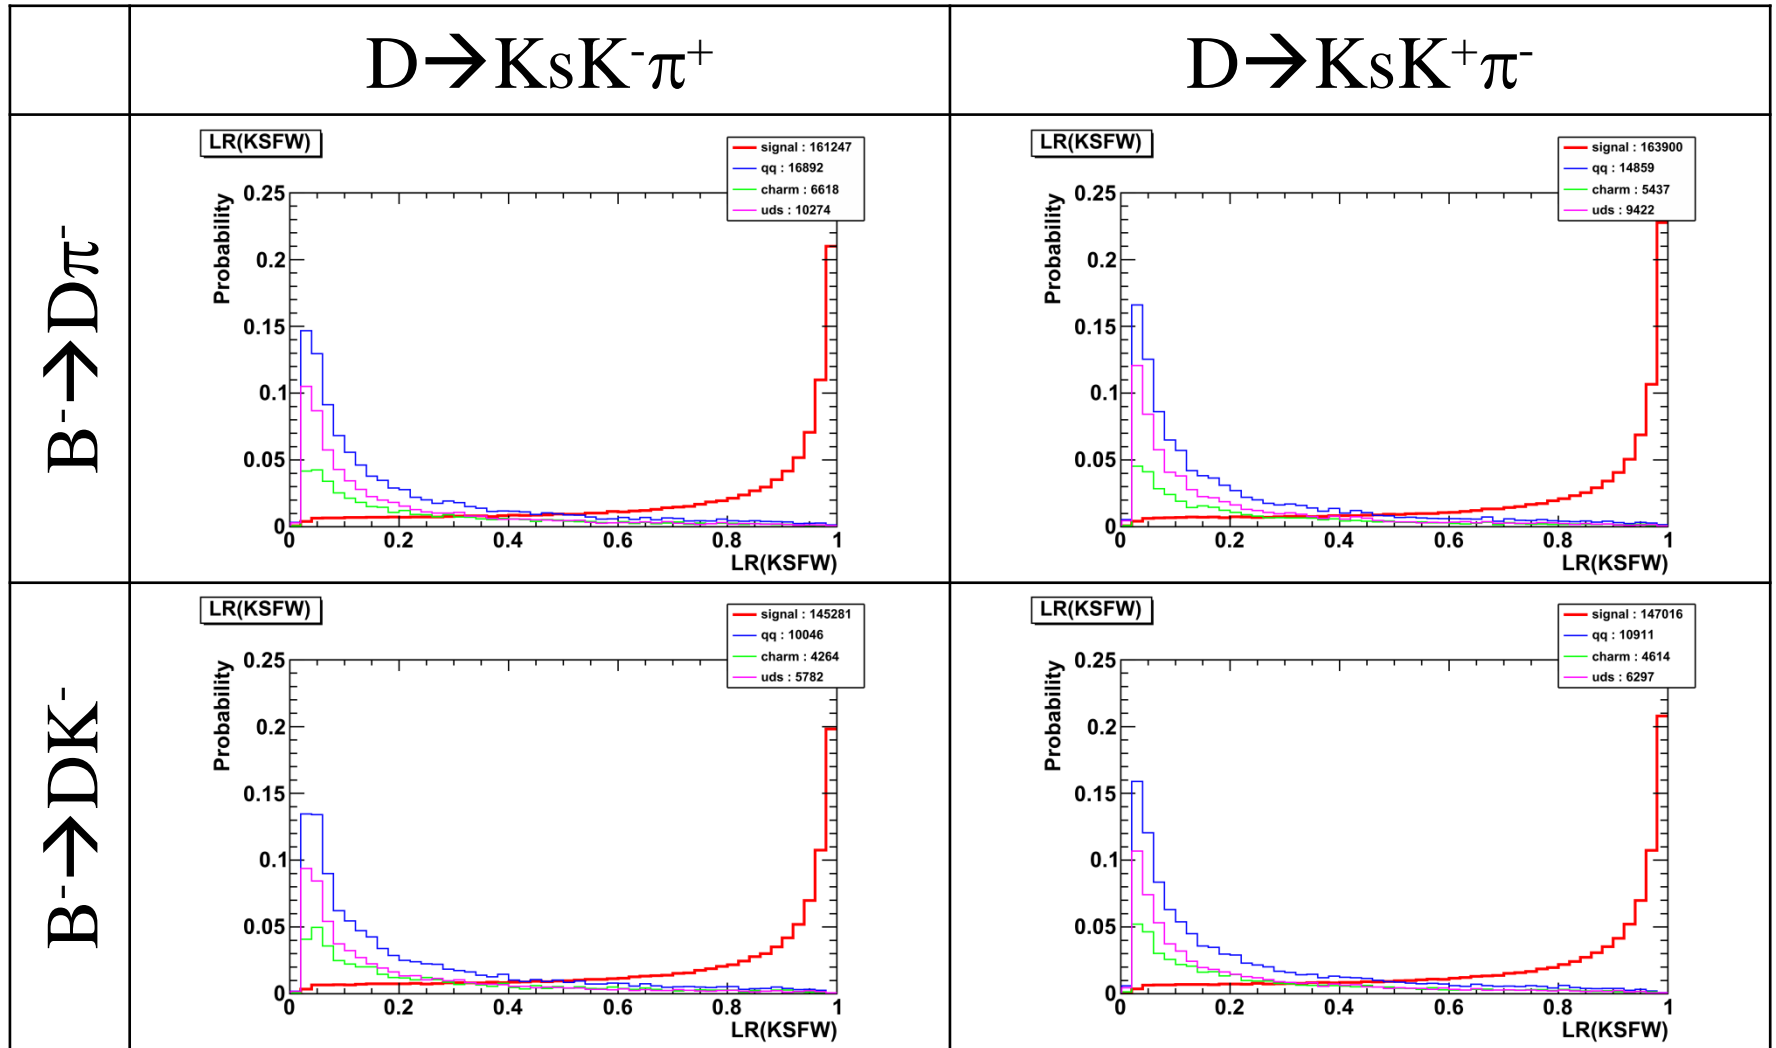 D→KsK⁻π⁺
D→KsK⁺π⁻
B⁻→Dπ⁻
LR(KSFW)
signal : 161247
qq : 16892
charm : 6618
uds : 10274
Probability
0.25
0.2
0.15
0.1
0.05
0
0 0.2 0.4 0.6 0.8 1
LR(KSFW)
LR(KSFW)
signal : 163900
qq : 14859
charm : 5437
uds : 9422
Probability
0.25
0.2
0.15
0.1
0.05
0
0 0.2 0.4 0.6 0.8 1
LR(KSFW)
B⁻→DK⁻
LR(KSFW)
signal : 145281
qq : 10046
charm : 4264
uds : 5782
Probability
0.25
0.2
0.15
0.1
0.05
0
0 0.2 0.4 0.6 0.8 1
LR(KSFW)
LR(KSFW)
signal : 147016
qq : 10911
charm : 4614
uds : 6297
Probability
0.25
0.2
0.15
0.1
0.05
0
0 0.2 0.4 0.6 0.8 1
LR(KSFW)